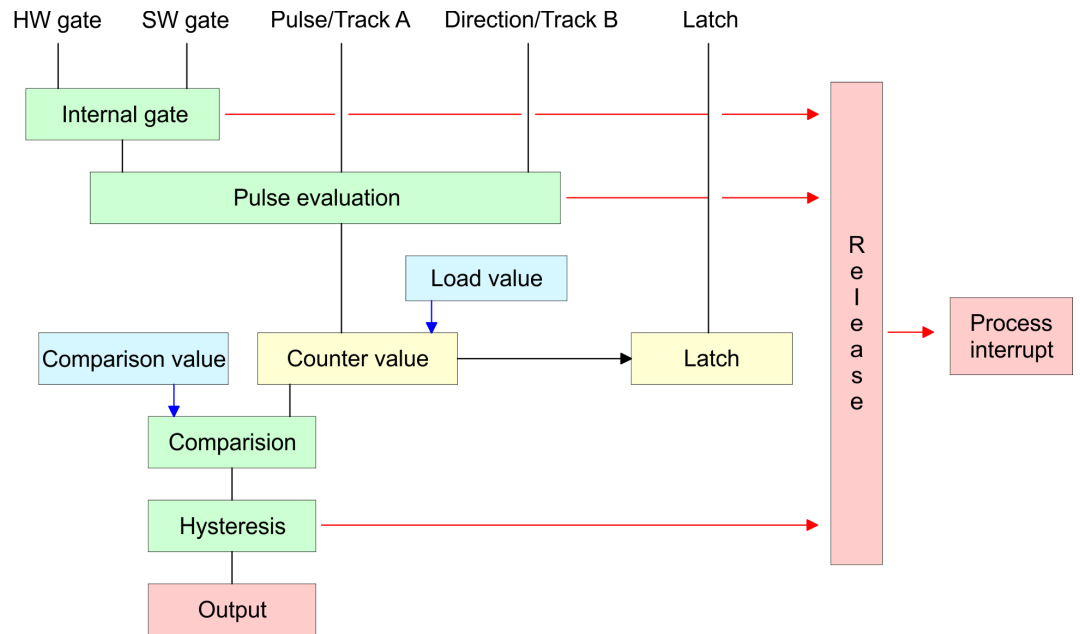 HW gate
SW gate
Pulse/Track A
Direction/Track B
Latch
Internal gate
Pulse evaluation
Load value
Comparison value
Counter value
Latch
Comparision
Hysteresis
Output
Release
Process
interrupt